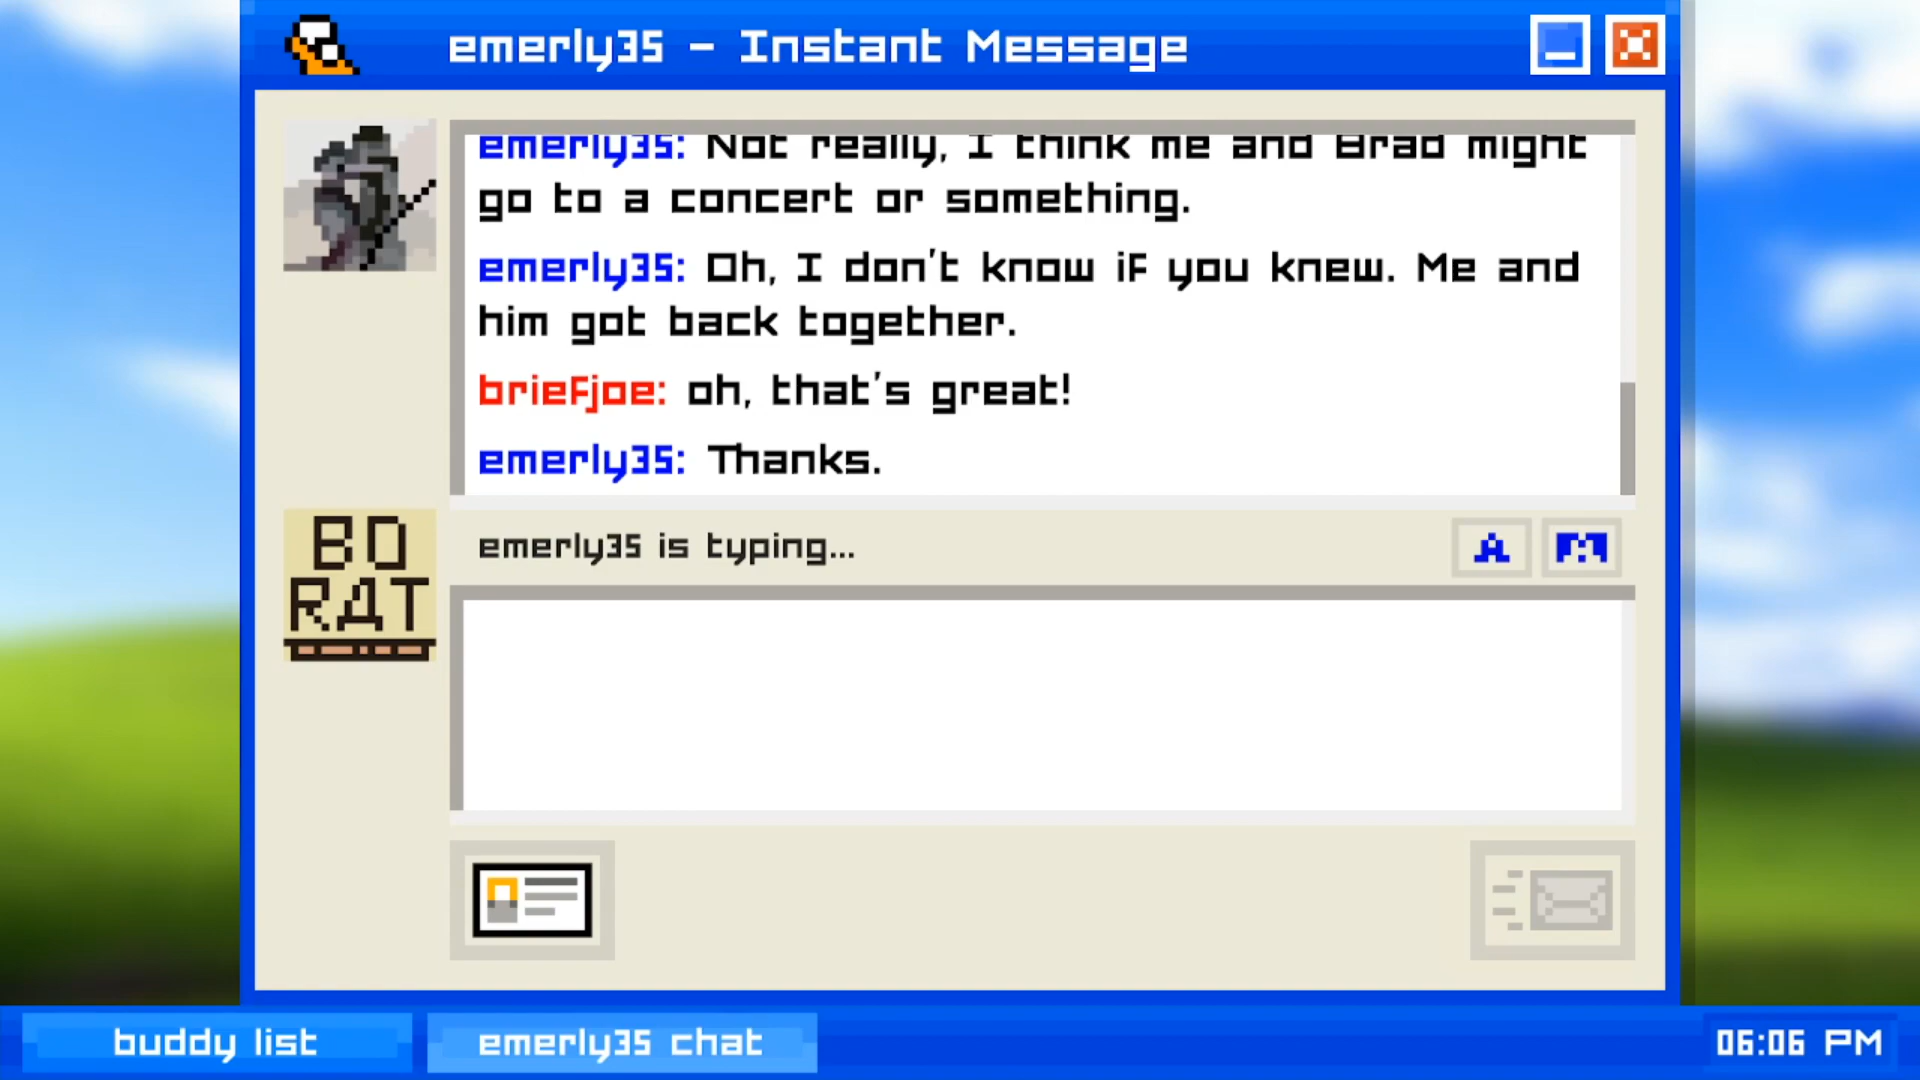 emerly35 - Instant Message
emerly35: Not really, I think me and Brad might
go to a concert or something.
emerly35: Oh, I don't know if you knew. Me and
him got back together.
briefjoe: oh, that's great!
emerly35: Thanks.
BO
RAT
emerly35 is typing...
A
buddy list
emerly35 chat
06:06 PM